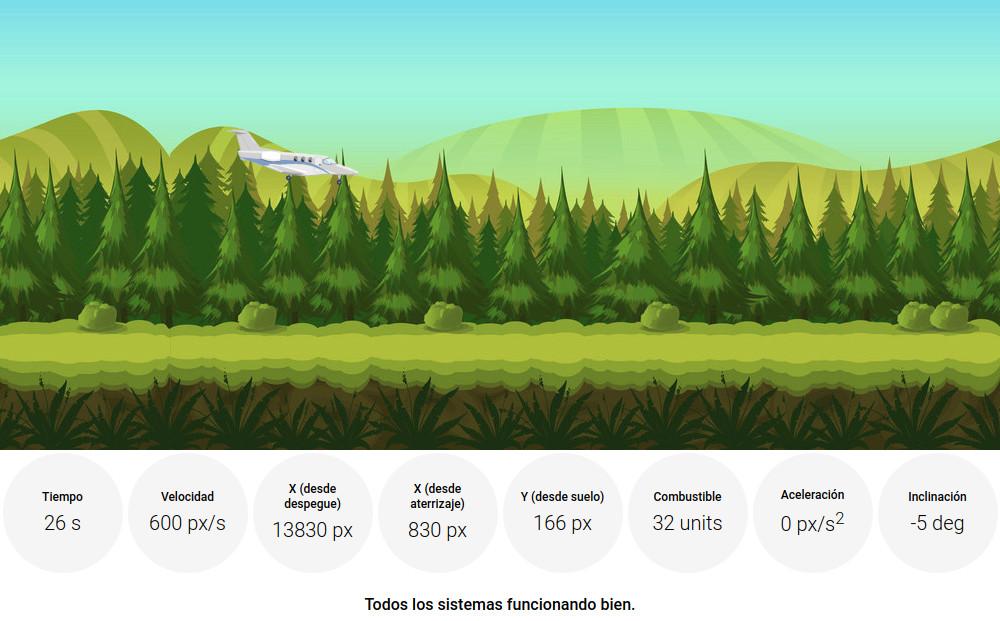 Tiempo
26 s
Velocidad
600 px/s
X (desde
despegue)
13830 px
X (desde
aterrizaje)
830 px
Y (desde suelo)
166 px
Combustible
32 units
Aceleración
0 px/s2
Inclinación
-5 deg
Todos los sistemas funcionando bien.